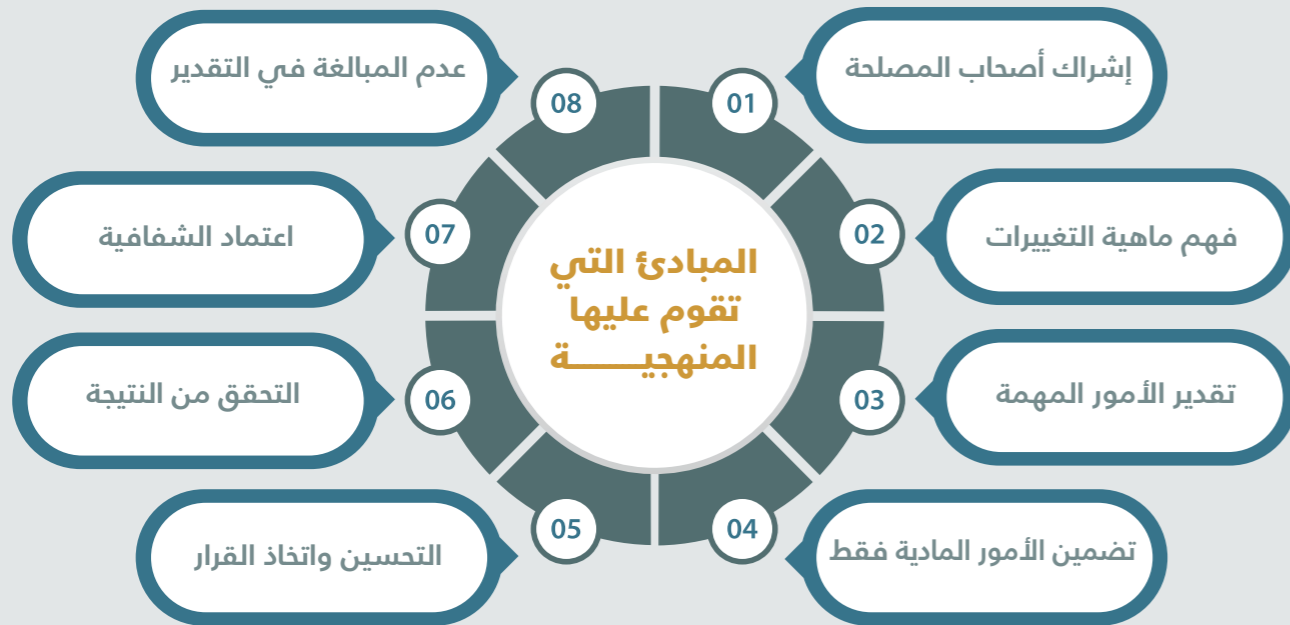 المبادئ التي
تقوم عليها
المنهجيـــــــة
01
إشراك أصحاب المصلحة
02
فهم ماهية التغييرات
03
تقدير الأمور المهمة
04
تضمين الأمور المادية فقط
05
التحسين واتخاذ القرار
06
التحقق من النتيجة
07
اعتماد الشفافية
08
عدم المبالغة في التقدير